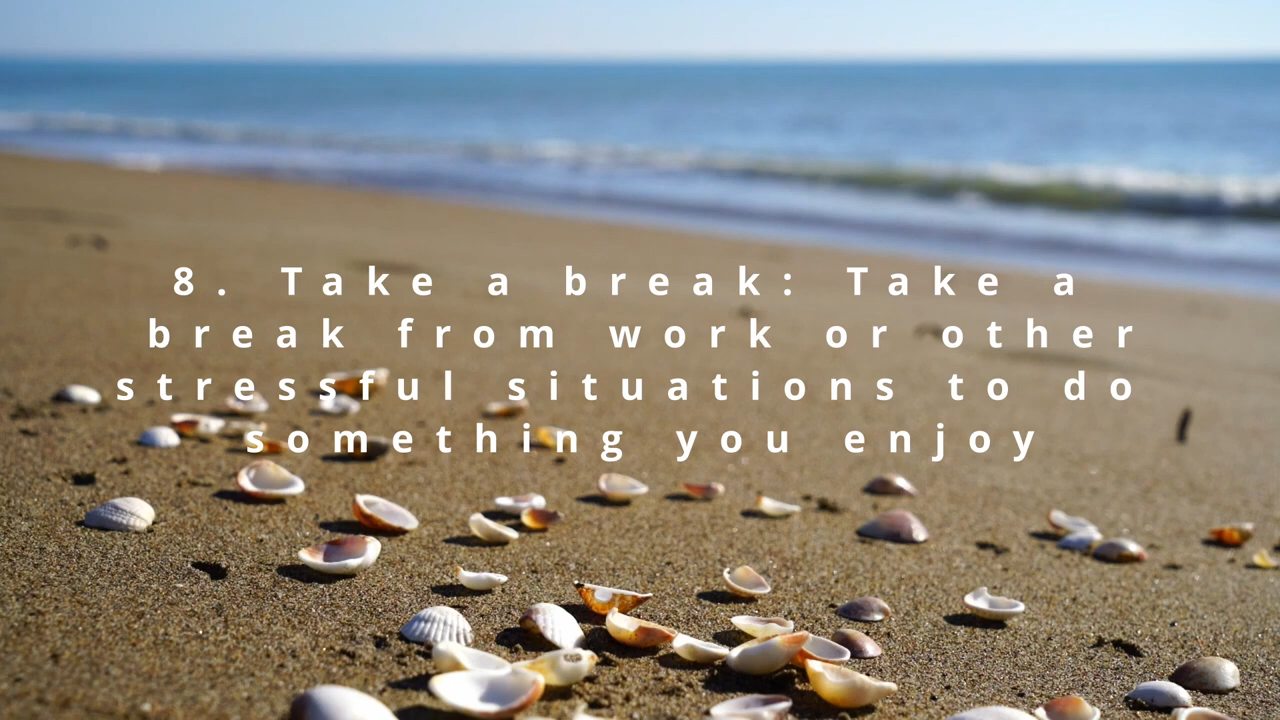 8. Take a break: Take a
break from work or other
stressful situations to do
something you enjoy